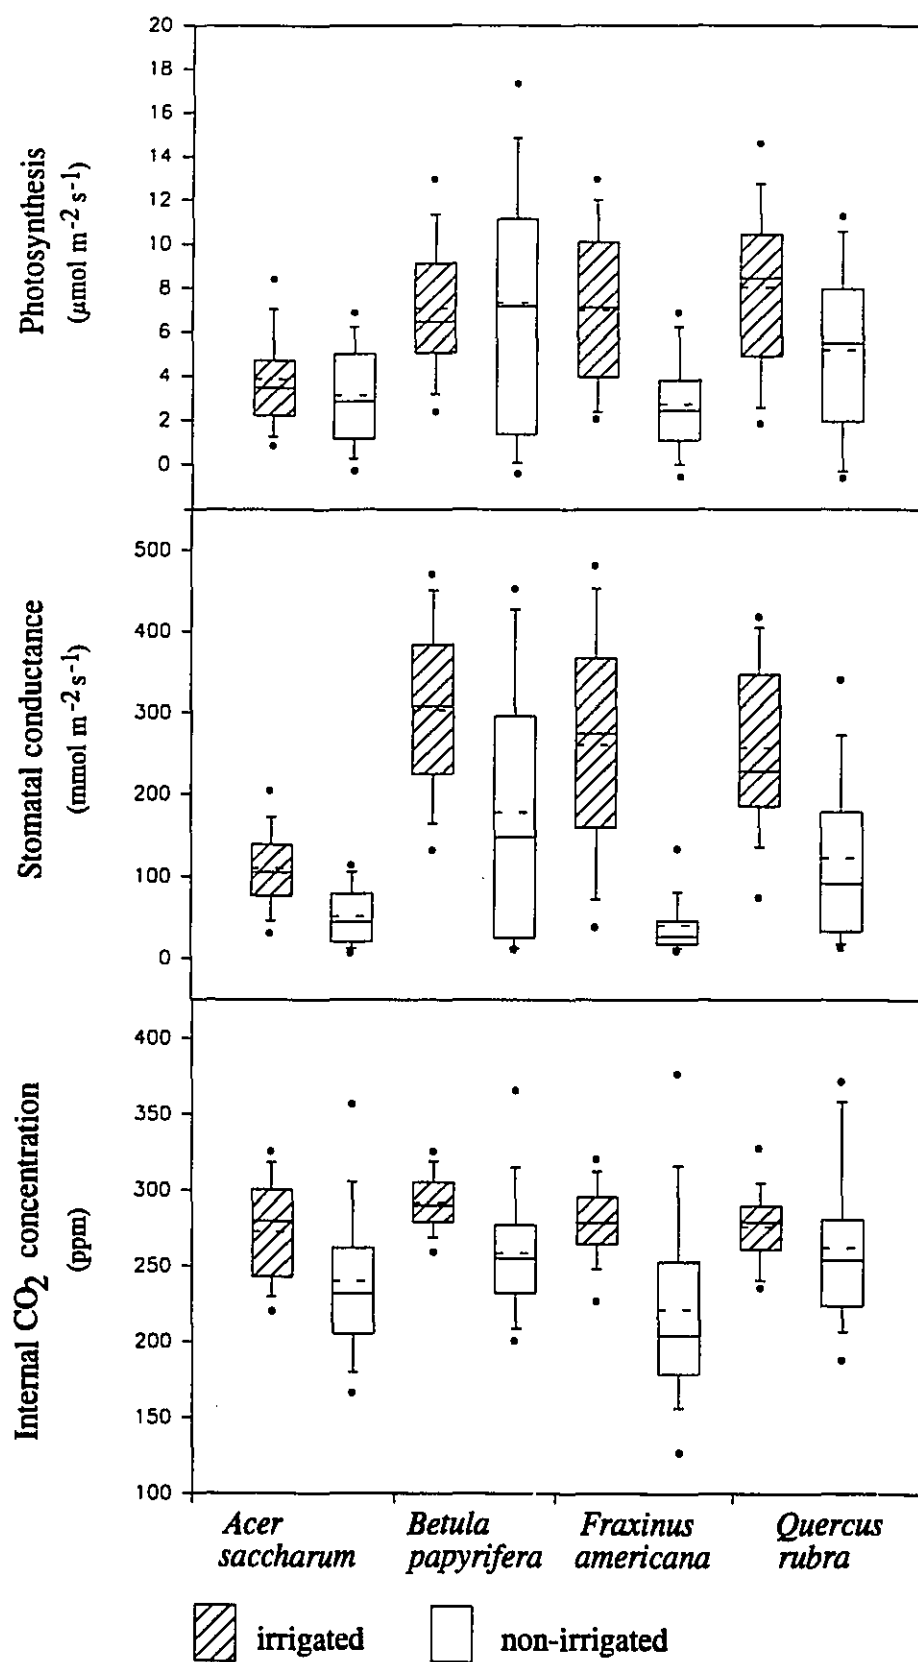 Photosynthesis
(μmol m-2 s-1)
20
18
16
14
12
10
8
6
4
2
0
Stomatal conductance
(mmol m-2 s-1)
500
400
300
200
100
0
Internal CO2 concentration
(ppm)
400
350
300
250
200
150
100
Acer saccharum
Betula papyrifera
Fraxinus americana
Quercus rubra
irrigated
non-irrigated